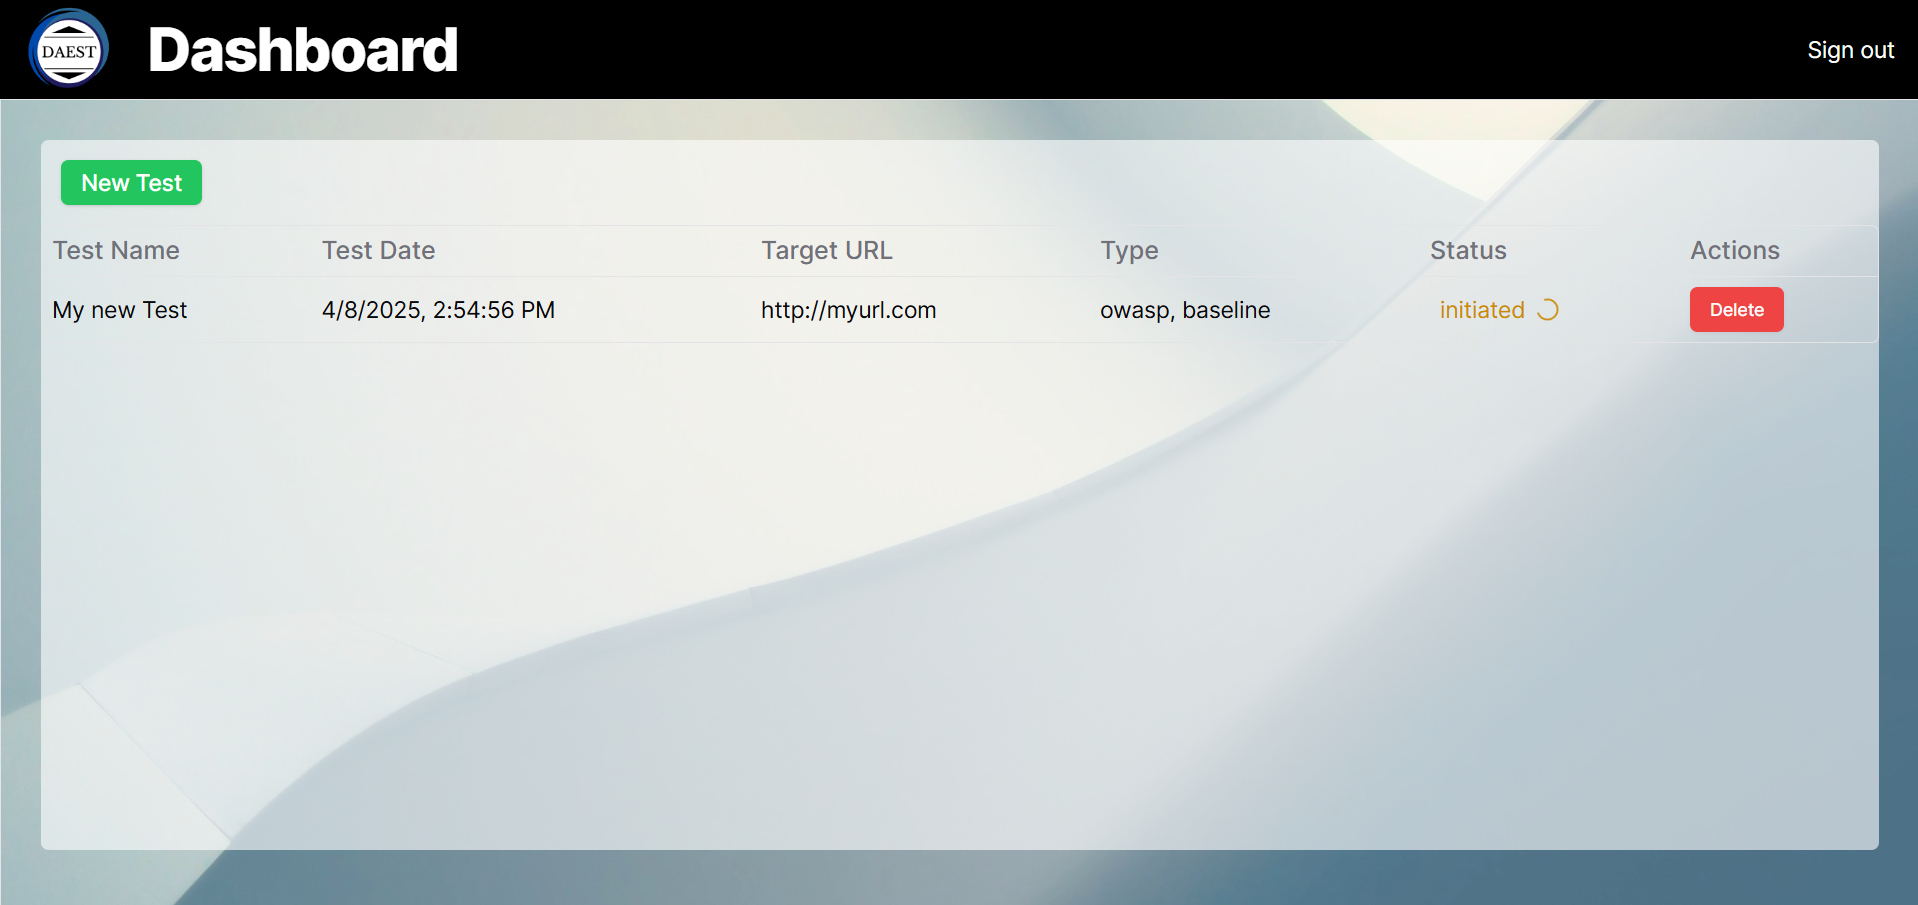 DAEST
Dashboard
Sign out
New Test
Test Name Test Date Target URL Type Status Actions
My new Test 4/8/2025, 2:54:56 PM http://myurl.com owasp, baseline initiated Delete